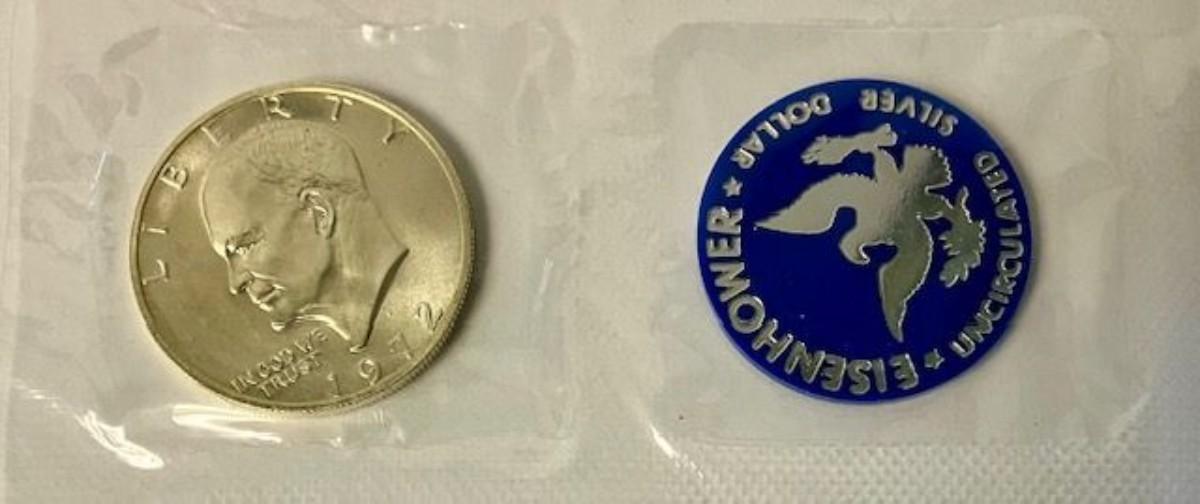 LIBERTY
IN GOD WE
TRUST
1972
EISENHOWER
UNCIRCULATED
SILVER DOLLAR